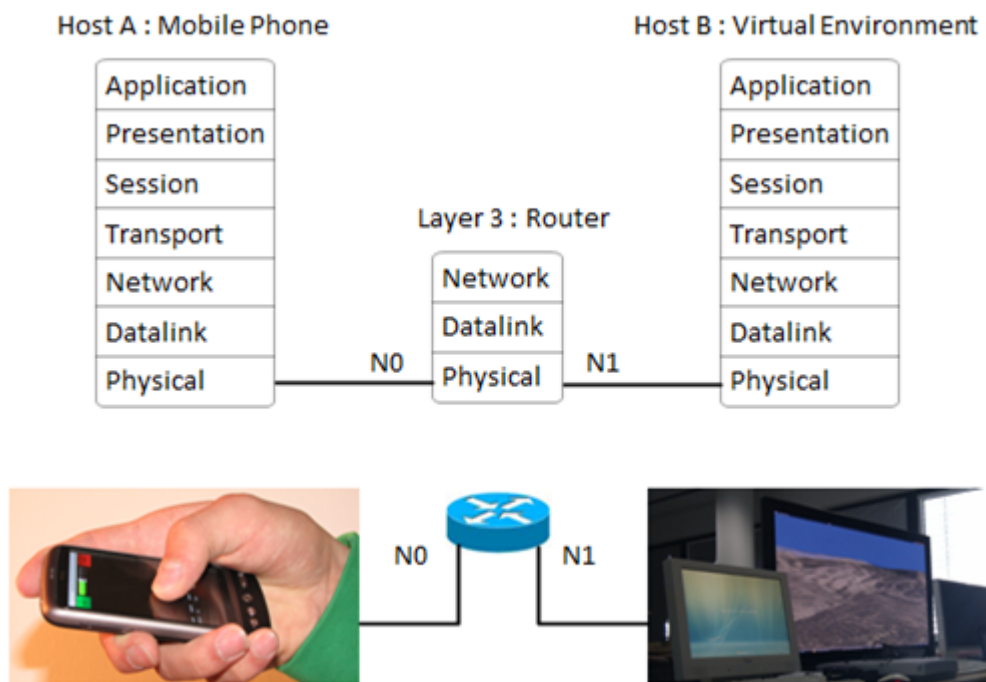 Host A : Mobile Phone
Host B : Virtual Environment
Application
Presentation
Session
Transport
Network
Datalink
Physical
Layer 3 : Router
Network
Datalink
Physical
N0
N1
Application
Presentation
Session
Transport
Network
Datalink
Physical
N0
N1